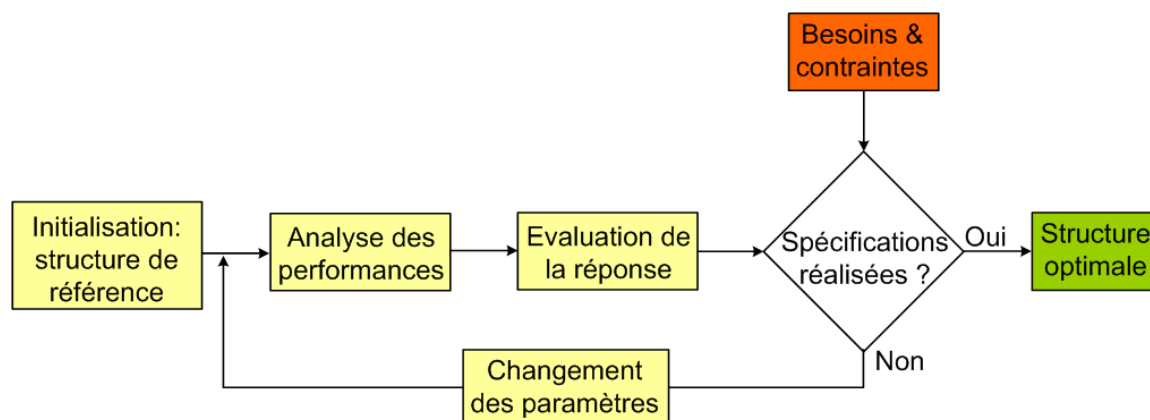 Besoins &
contraintes
Initialisation:
structure de
référence
Analyse des
performances
Evaluation de
la réponse
Spécifications
réalisées ?
Oui
Structure
optimale
Non
Changement
des paramètres